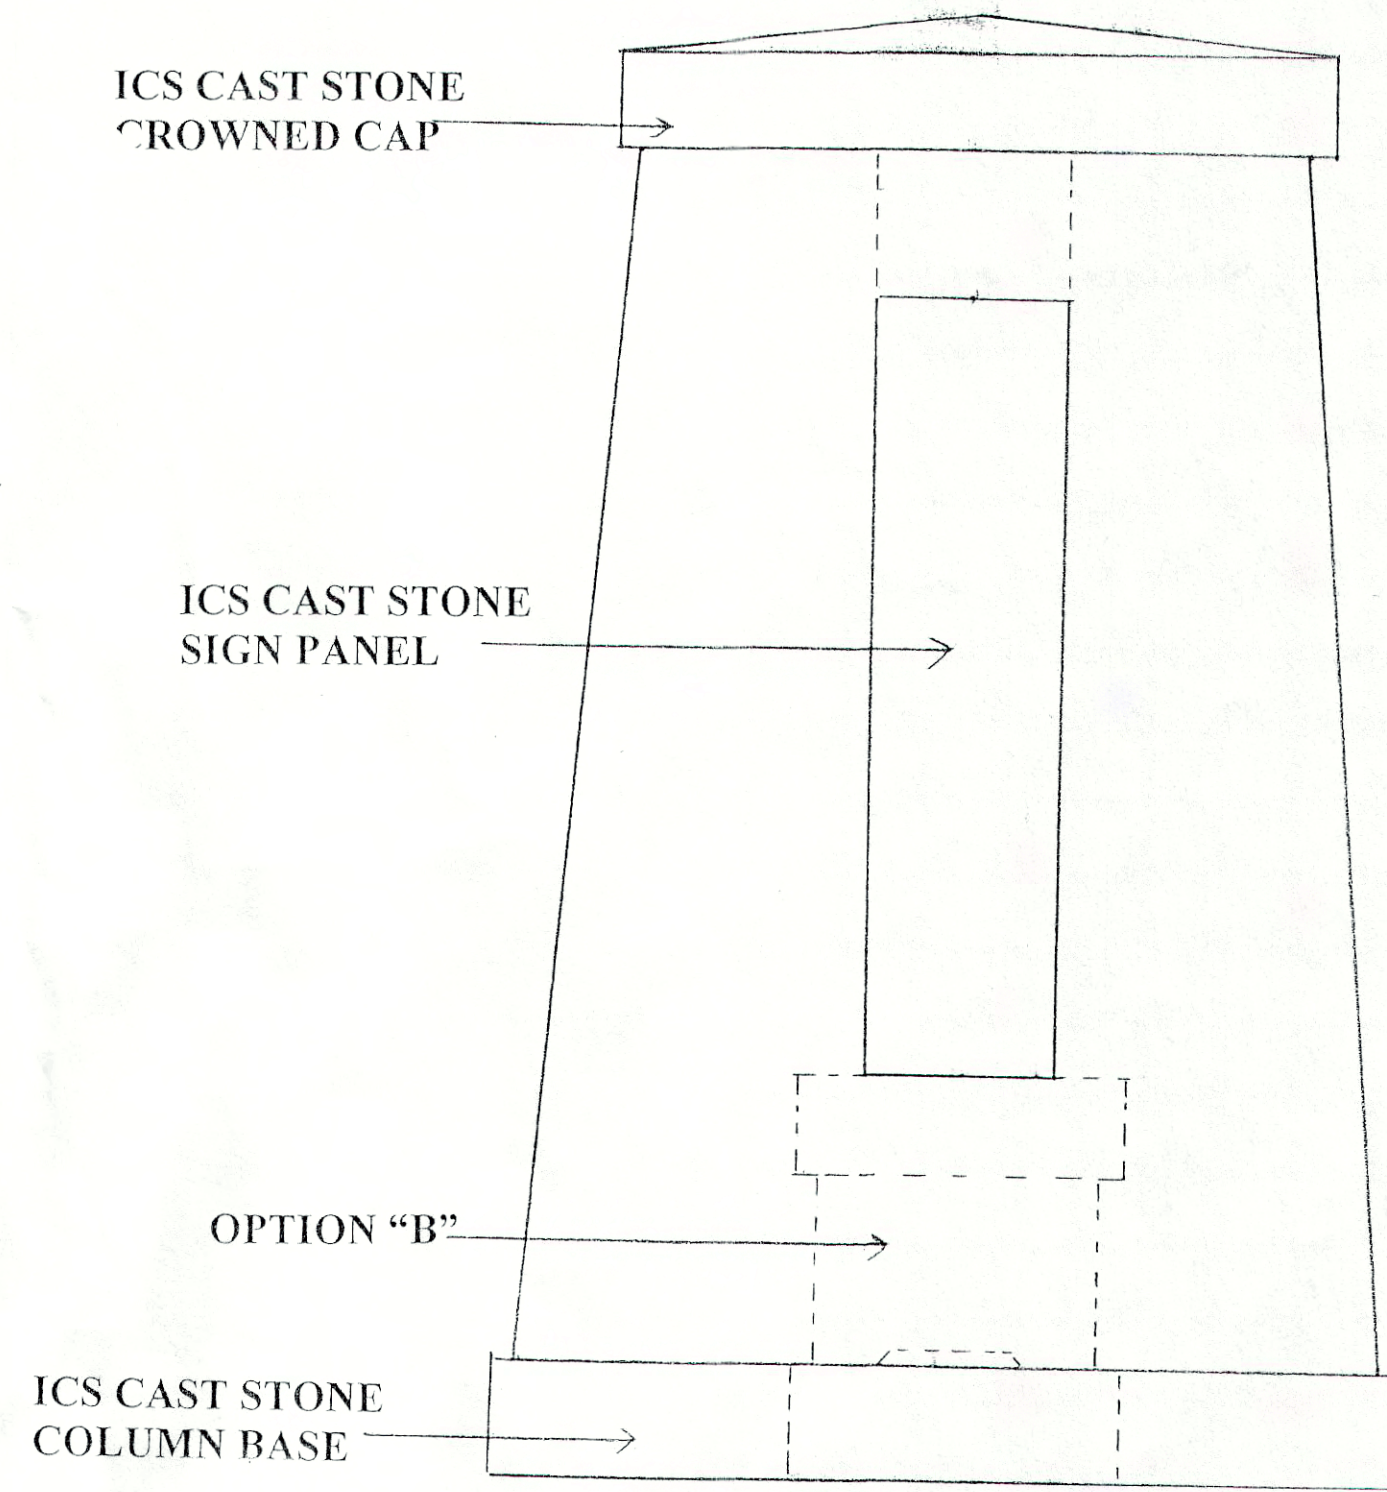 ICS CAST STONE
CROWNED CAP
ICS CAST STONE
SIGN PANEL
OPTION “B”
ICS CAST STONE
COLUMN BASE